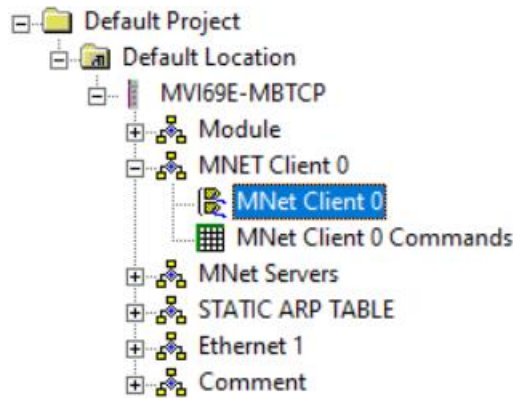 Default Project
Default Location
MVI69E-MBTCP
Module
MNET Client 0
MNet Client 0
MNet Client 0 Commands
MNet Servers
STATIC ARP TABLE
Ethernet 1
Comment